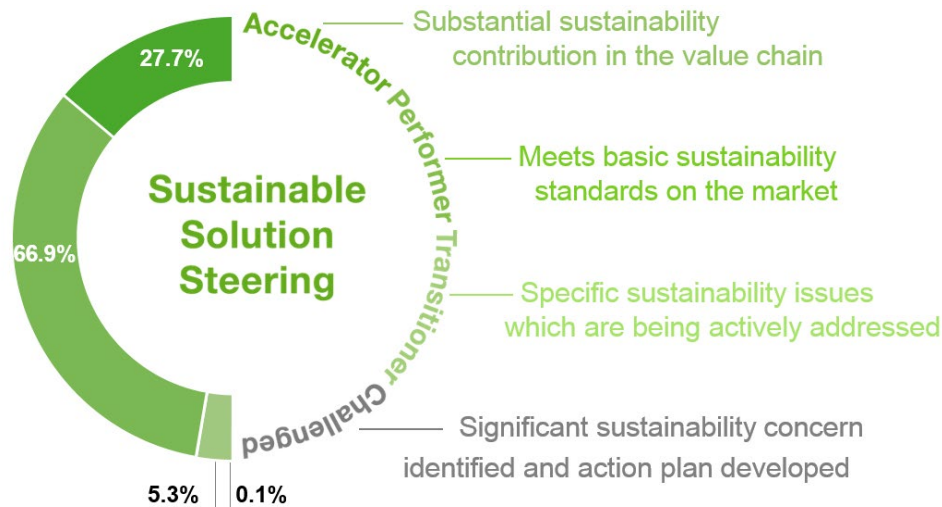 27.7%
66.9%
5.3%
0.1%
Sustainable
Solution
Steering
Accelerator Performer Transitioner Challenged
Substantial sustainability
contribution in the value chain
Meets basic sustainability
standards on the market
Specific sustainability issues
which are being actively addressed
Significant sustainability concern
identified and action plan developed